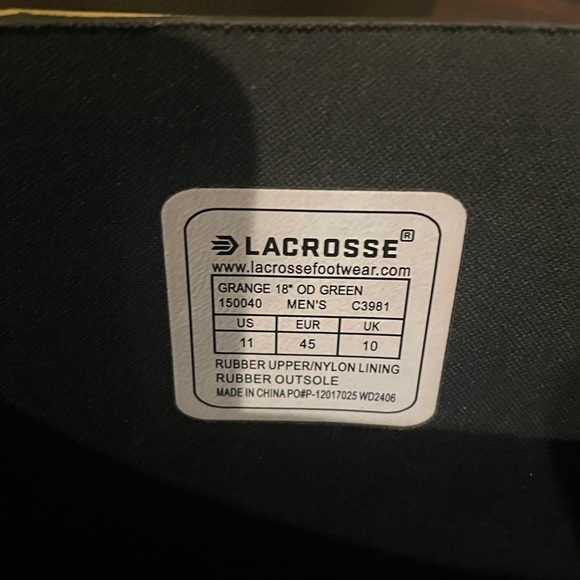 LACROSSE®
www.lacrossefootwear.com
GRANGE 18" OD GREEN
150040 MEN'S C3981
US EUR UK
11 45 10
RUBBER UPPER/NYLON LINING
RUBBER OUTSOLE
MADE IN CHINA PO#P-12017025 WD2406